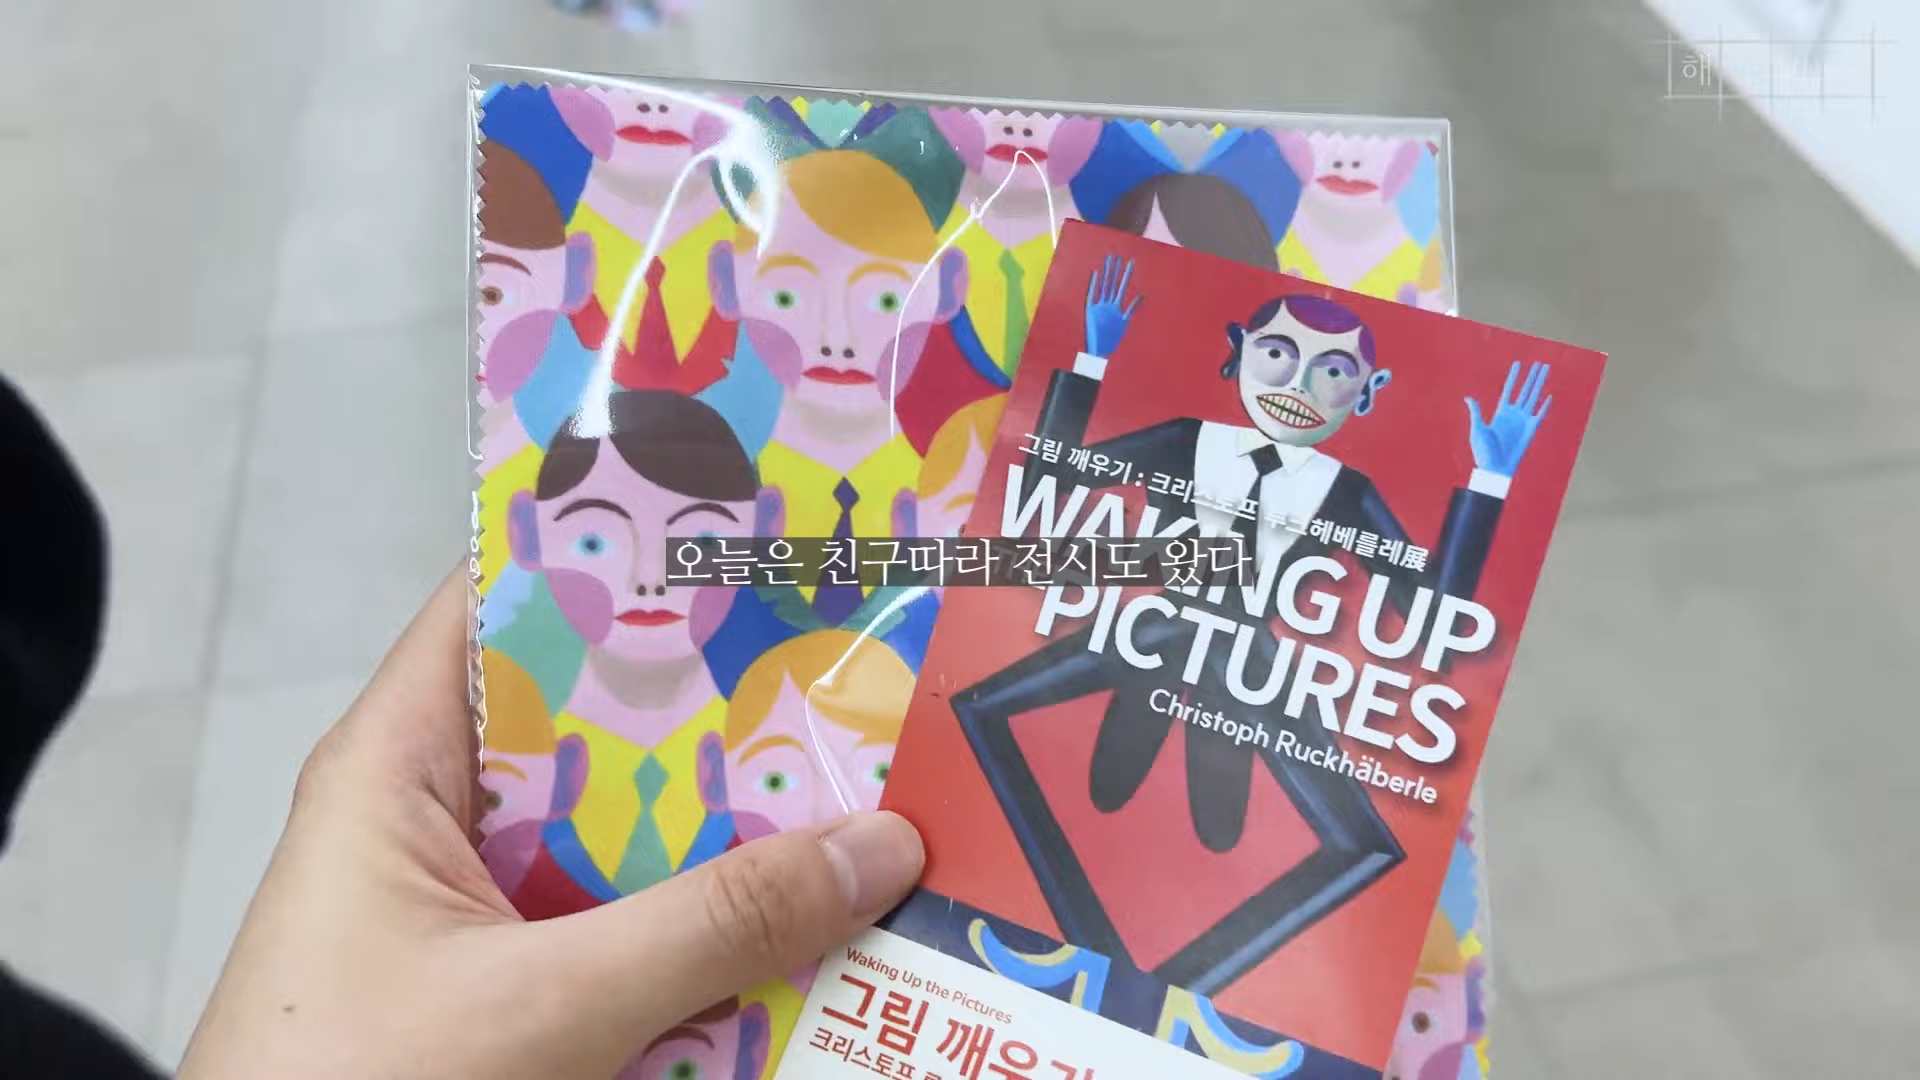 해
그림 깨우기 : 크리스토프 루크헤베를레展
WAKING UP
THE PICTURES
Christoph Ruckhäberle
오늘은 친구따라 전시도 왔다
Waking Up the Pictures
그림 깨우기
크리스토프